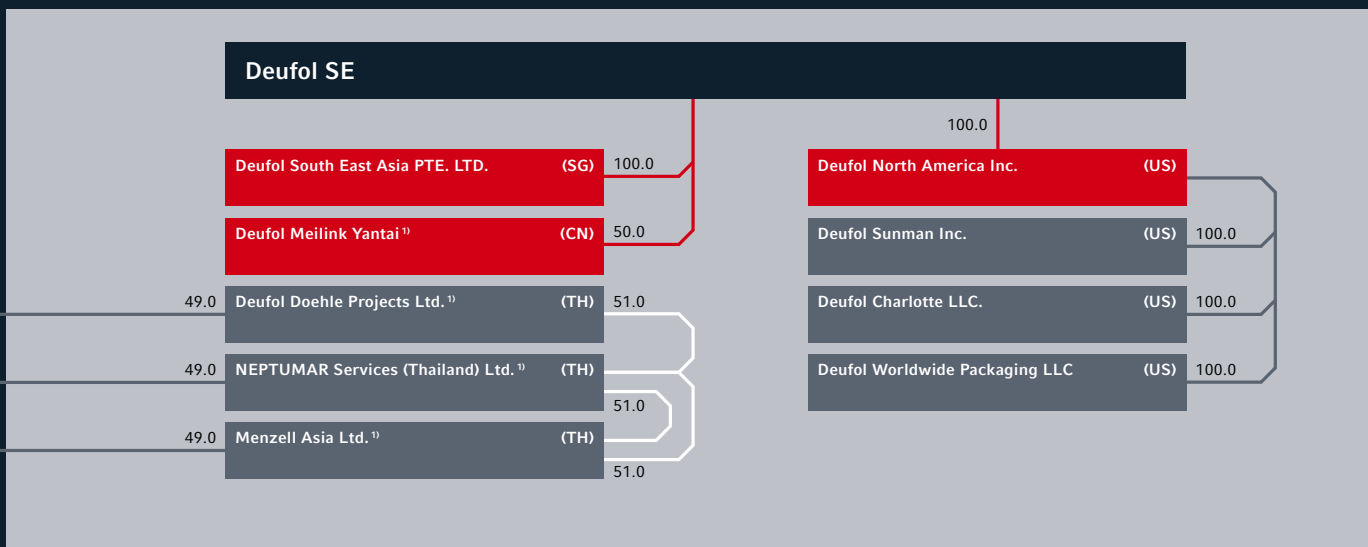 Deufol SE
100.0
Deufol South East Asia PTE. LTD. (SG) 100.0
Deufol North America Inc. (US)
Deufol Meilink Yantai ¹⁾ (CN) 50.0
Deufol Sunman Inc. (US) 100.0
49.0 Deufol Doehle Projects Ltd. ¹⁾ (TH) 51.0
Deufol Charlotte LLC. (US) 100.0
49.0 NEPTUMAR Services (Thailand) Ltd. ¹⁾ (TH)
Deufol Worldwide Packaging LLC (US) 100.0
51.0
49.0 Menzell Asia Ltd. ¹⁾ (TH)
51.0